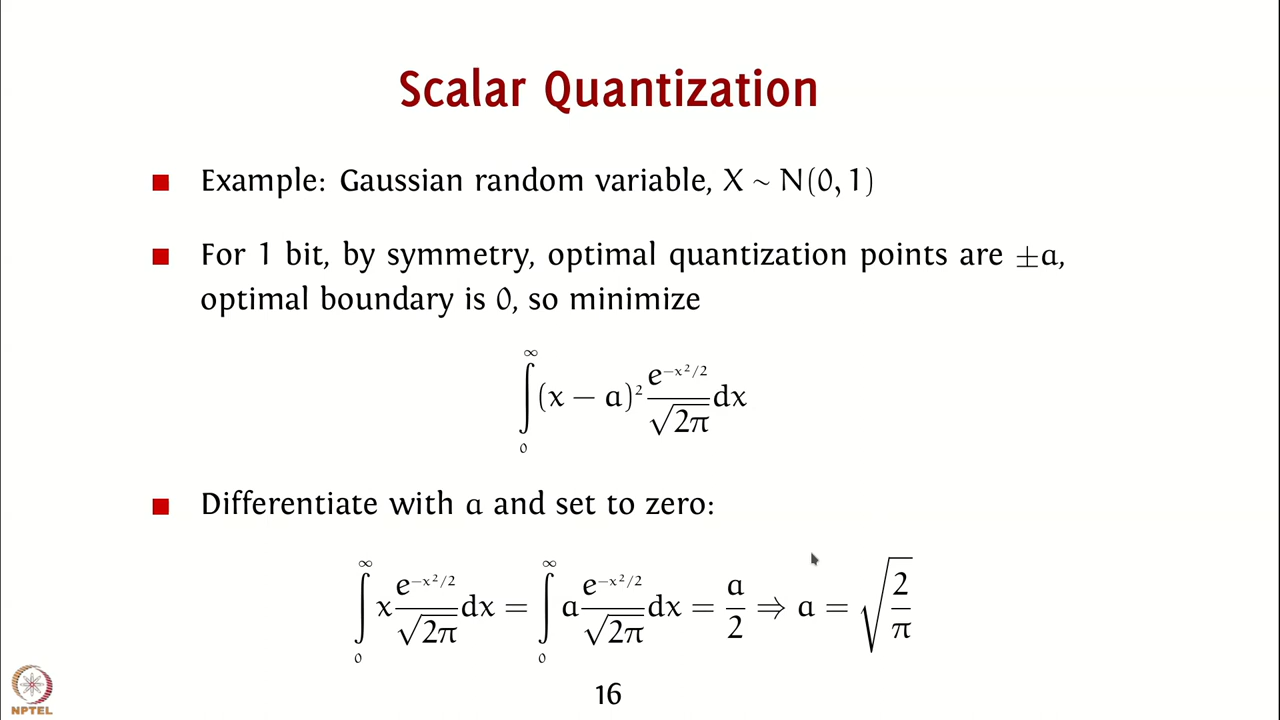 Scalar Quantization
Example: Gaussian random variable, X ∼ N(0, 1)
For 1 bit, by symmetry, optimal quantization points are ±a,
optimal boundary is 0, so minimize
∫₀^∞ (x − a)² e^{−x²/2}/√(2π) dx
Differentiate with a and set to zero:
∫₀^∞ x e^{−x²/2}/√(2π) dx = ∫₀^∞ a e^{−x²/2}/√(2π) dx = a/2 ⇒ a = √(2/π)
16
NPTEL